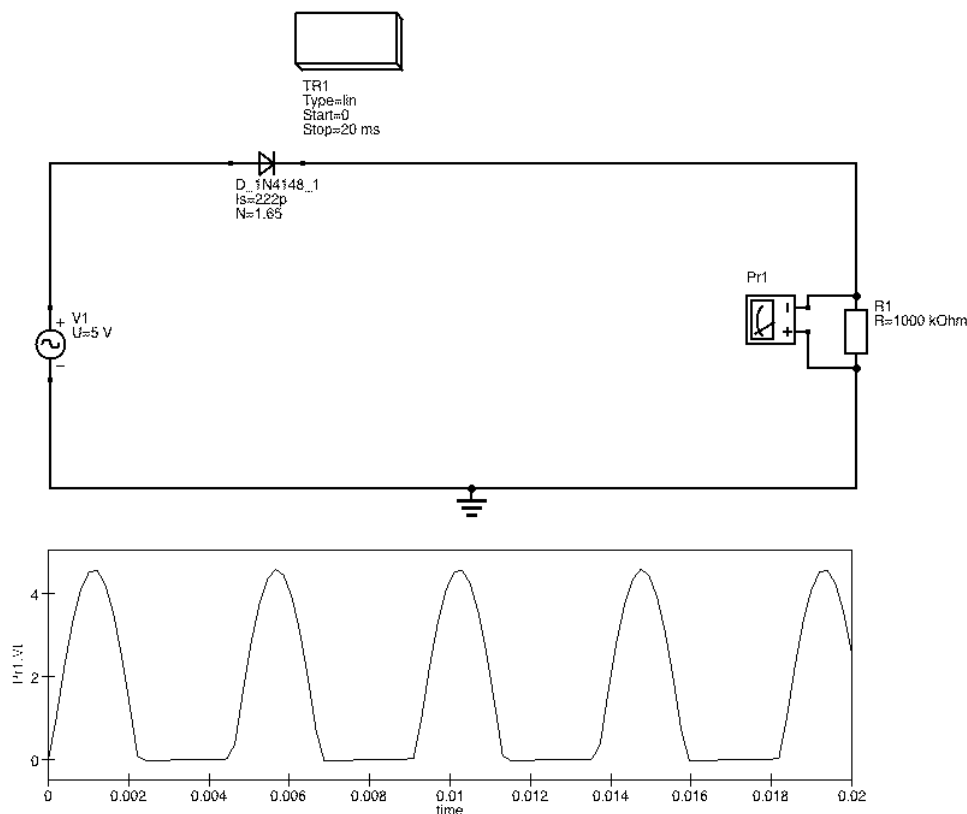 TR1
Type=lin
Start=0
Stop=20 ms
D_1N4148_1
Is=222p
N=1.65
V1
U=5 V
+
−
Pr1
I
+
R1
R=1000 kOhm
Pr1.Vt
4
2
0
0 0.002 0.004 0.006 0.008 0.01 0.012 0.014 0.016 0.018 0.02
time